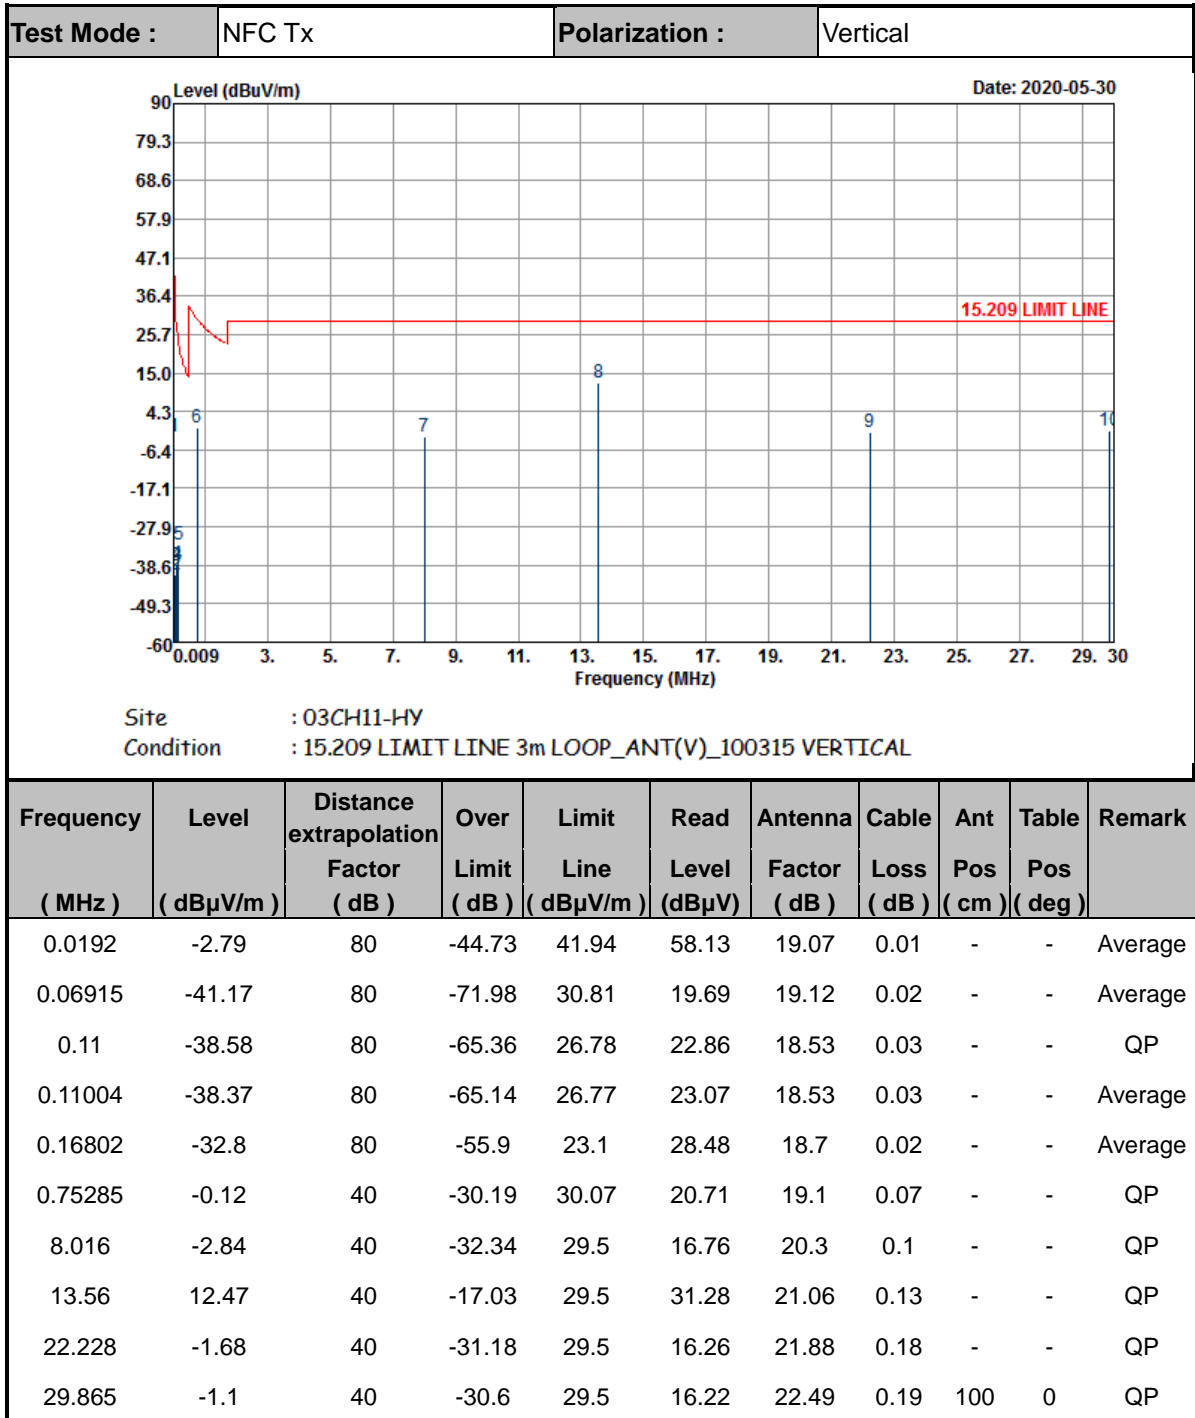 Test Mode : NFC Tx Polarization : Vertical
Level (dBuV/m) Date: 2020-05-30
90
79.3
68.6
57.9
47.1
36.4
15.209 LIMIT LINE
25.7
15.0
8
4.3
1 6 7 9 10
-6.4
-17.1
-27.9
5
4
-38.6
-49.3
-60
0.009 3. 5. 7. 9. 11. 13. 15. 17. 19. 21. 23. 25. 27. 29. 30
Frequency (MHz)
Site : 03CH11-HY
Condition : 15.209 LIMIT LINE 3m LOOP_ANT(V)_100315 VERTICAL
Frequency Level Distance extrapolation Over Limit Read Antenna Cable Ant Table Remark
Factor Limit Line Level Factor Loss Pos Pos
( MHz ) ( dBµV/m ) ( dB ) ( dB ) ( dBµV/m ) (dBµV) ( dB ) ( dB ) ( cm ) ( deg )
0.0192 -2.79 80 -44.73 41.94 58.13 19.07 0.01 - - Average
0.06915 -41.17 80 -71.98 30.81 19.69 19.12 0.02 - - Average
0.11 -38.58 80 -65.36 26.78 22.86 18.53 0.03 - - QP
0.11004 -38.37 80 -65.14 26.77 23.07 18.53 0.03 - - Average
0.16802 -32.8 80 -55.9 23.1 28.48 18.7 0.02 - - Average
0.75285 -0.12 40 -30.19 30.07 20.71 19.1 0.07 - - QP
8.016 -2.84 40 -32.34 29.5 16.76 20.3 0.1 - - QP
13.56 12.47 40 -17.03 29.5 31.28 21.06 0.13 - - QP
22.228 -1.68 40 -31.18 29.5 16.26 21.88 0.18 - - QP
29.865 -1.1 40 -30.6 29.5 16.22 22.49 0.19 100 0 QP